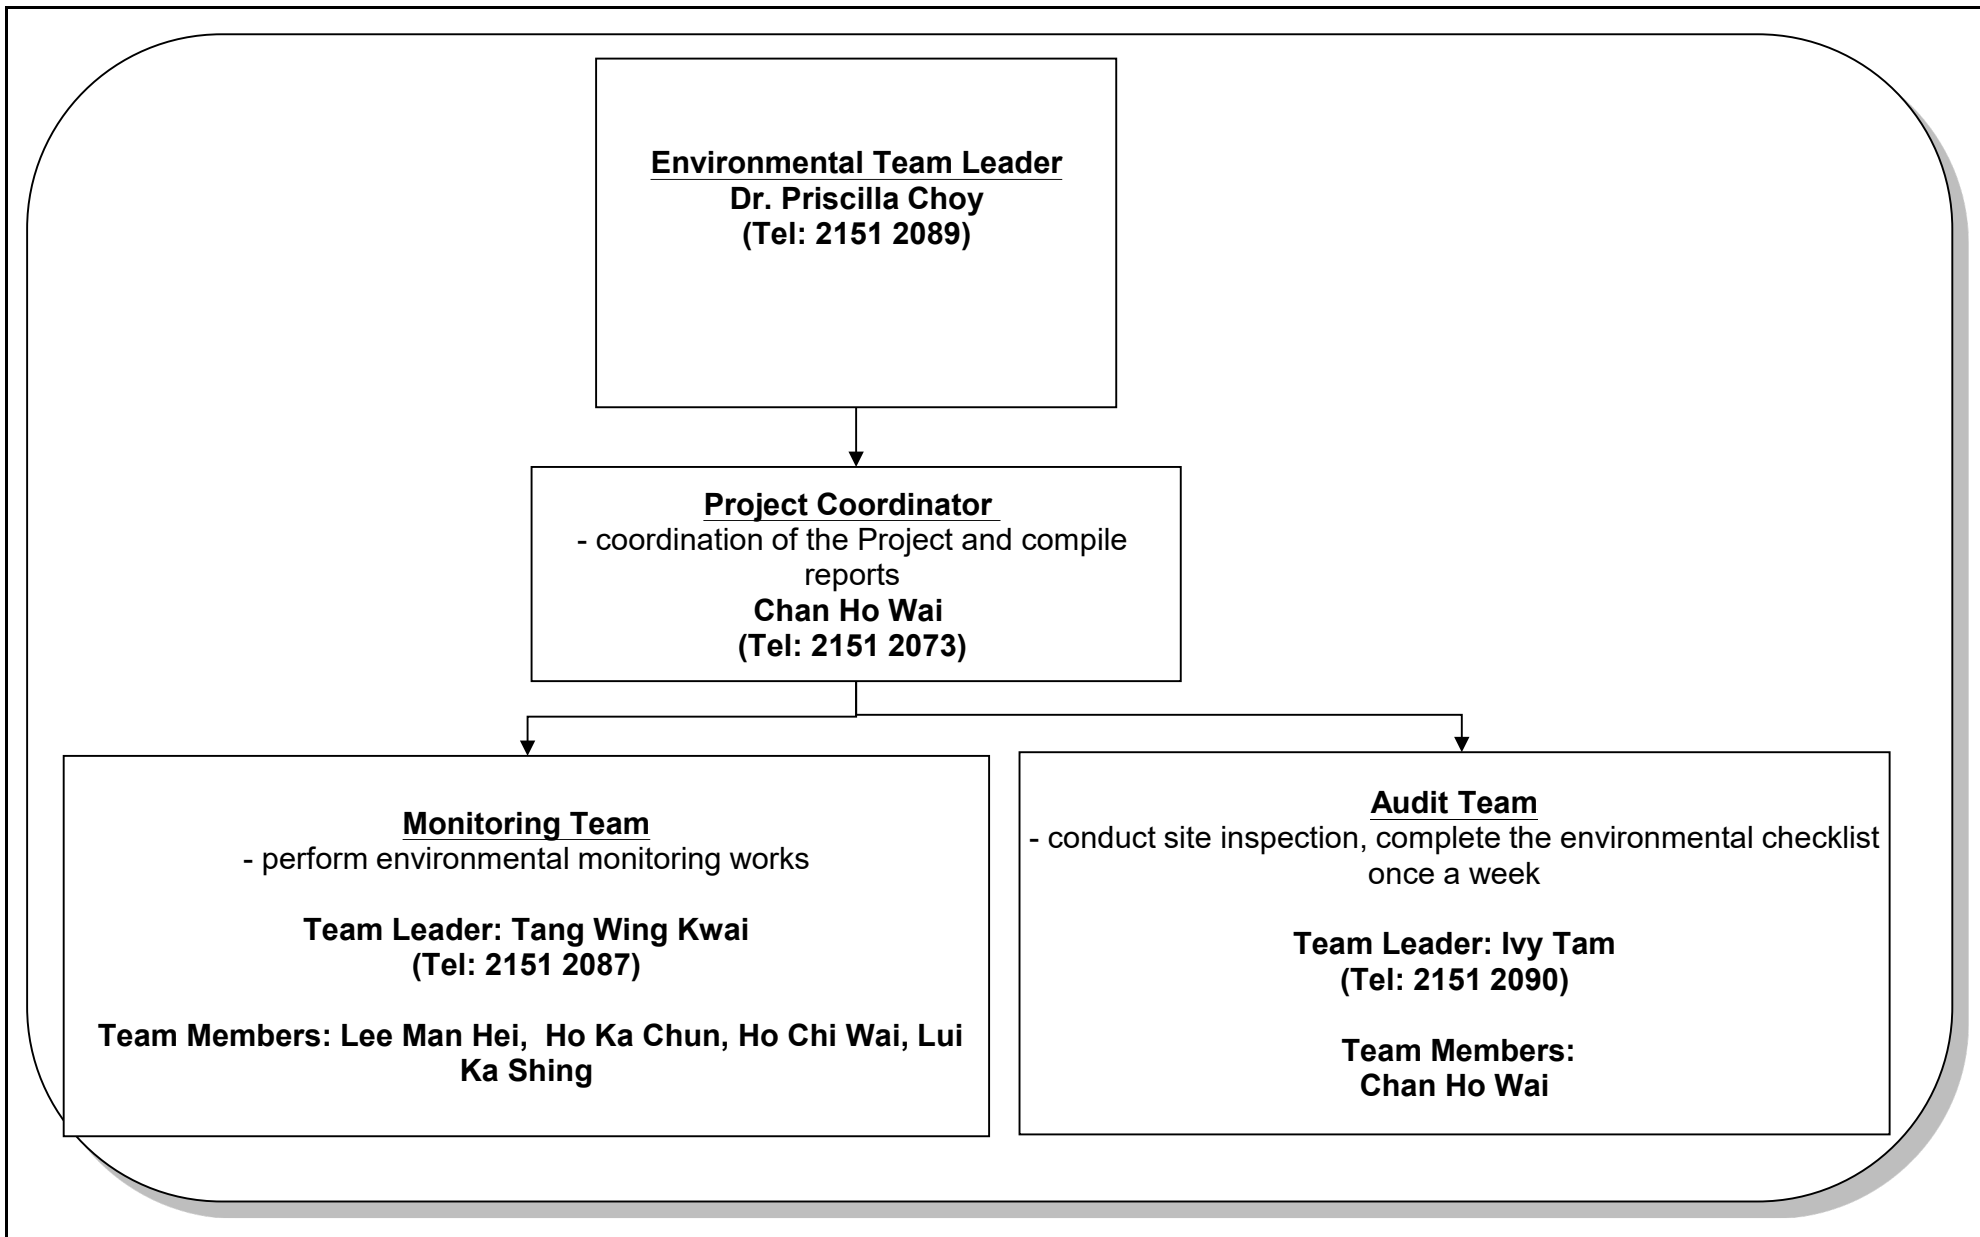 Environmental Team Leader
Dr. Priscilla Choy
(Tel: 2151 2089)
Project Coordinator
- coordination of the Project and compile
reports
Chan Ho Wai
(Tel: 2151 2073)
Monitoring Team
- perform environmental monitoring works
Team Leader: Tang Wing Kwai
(Tel: 2151 2087)
Team Members: Lee Man Hei,  Ho Ka Chun, Ho Chi Wai, Lui
Ka Shing
Audit Team
- conduct site inspection, complete the environmental checklist
once a week
Team Leader: Ivy Tam
(Tel: 2151 2090)
Team Members:
Chan Ho Wai